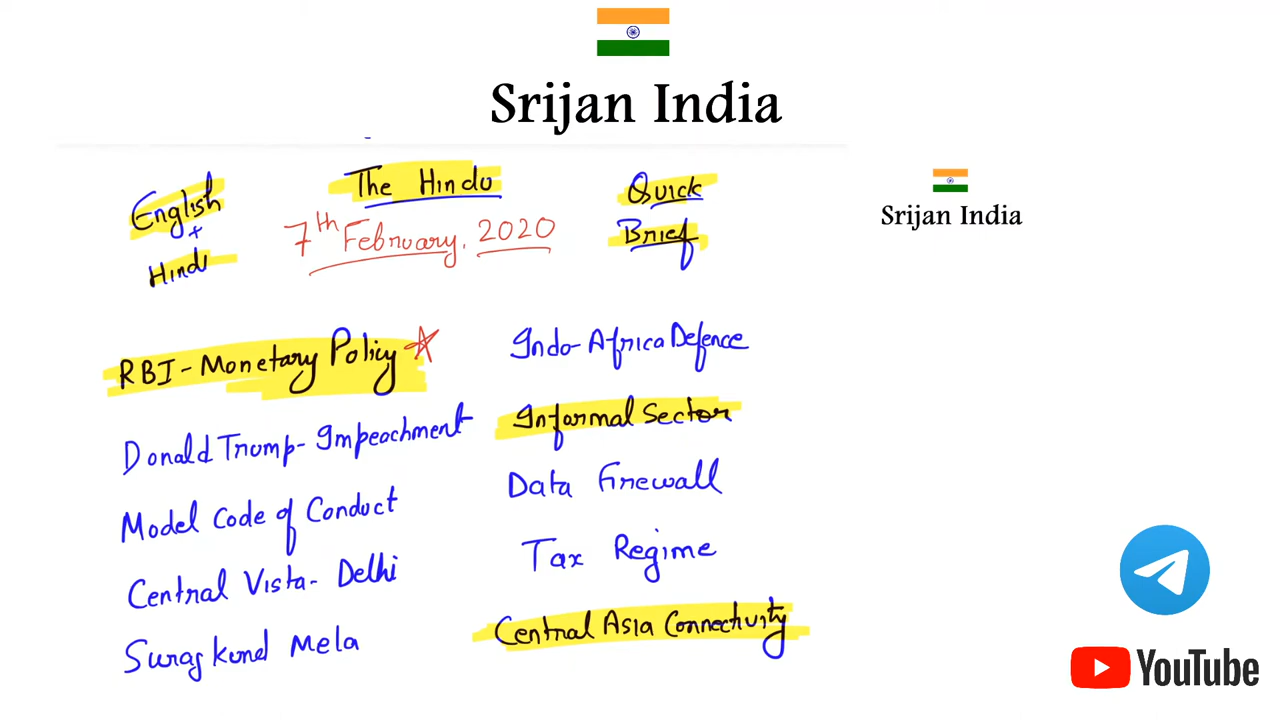 Srijan India
English
+
Hindi
The Hindu
7th February, 2020
Quick
Brief
Srijan India
RBI - Monetary Policy
Donald Trump - Impeachment
Model Code of Conduct
Central Vista - Delhi
Surajkund Mela
Indo-Africa Defence
Informal Sector
Data Firewall
Tax Regime
Central Asia Connectivity
YouTube